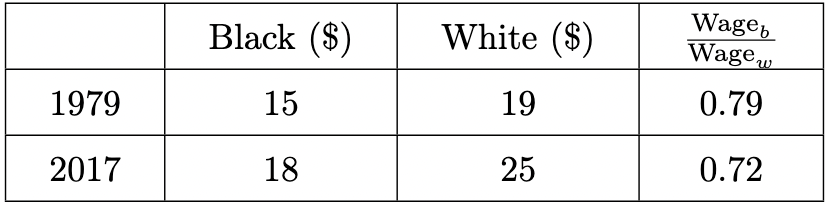 Black ($) White ($) Wage_b / Wage_w
1979 15 19 0.79
2017 18 25 0.72